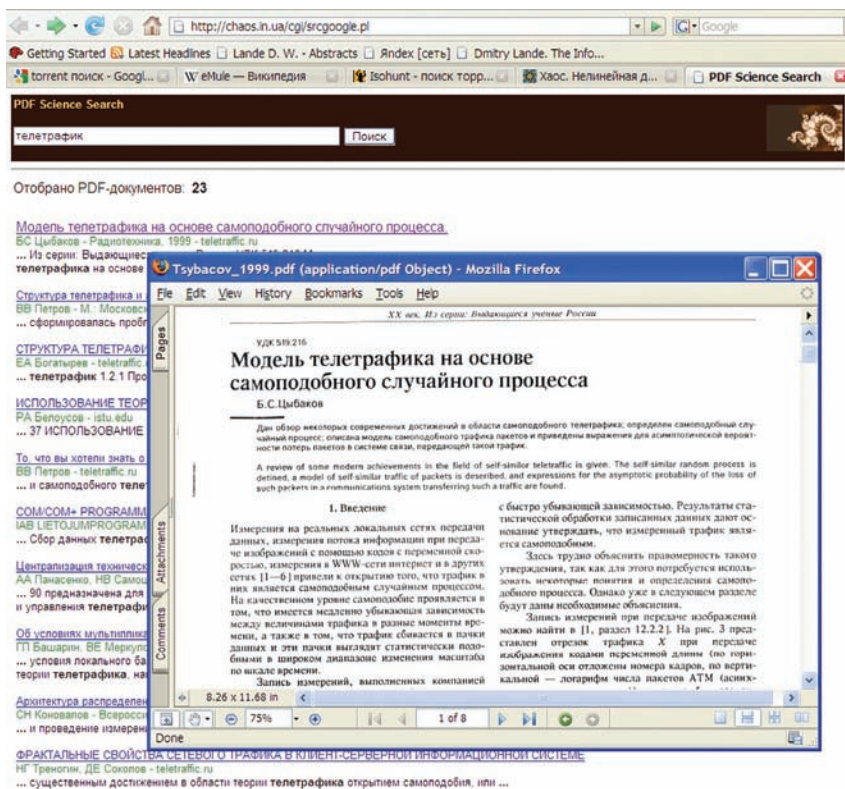 http://chaos.in.ua/cgi/srcgoogle.pl
Google
Getting Started Latest Headlines Lande D. W. - Abstracts Яndex [сеть] Dmitry Lande. The Info...
torrent поиск - Googl... eMule — Википедия Isohunt - поиск торр... Хаос. Нелинейная д... PDF Science Search
PDF Science Search
телетрафик Поиск
Отобрано PDF-документов: 23
Модель телетрафика на основе самоподобного случайного процесса.
БС Цыбаков - Радиотехника, 1999 - teletraffic.ru
... Из серии: Выдающиес
телетрафика на основе
Структура телетрафика и
ВВ Петров - М.: Московск
... сформировалась пробл
СТРУКТУРА ТЕЛЕТРАФИ
ЕА Богатырев - teletraffic.
... телетрафик 1.2.1 Про
ИСПОЛЬЗОВАНИЕ ТЕОР
РА Белоусов - istu.edu
... 37 ИСПОЛЬЗОВАНИЕ
То, что вы хотели знать о
ВВ Петров - teletraffic.ru
... и самоподобного телет
COM/COM+ PROGRAMM
IAB LIETOJUMPROGRAM
... Сбор данных телетрас
Централизация техническ
АА Панасенко, НВ Самоц
... 90 предназначена для
и управления телетрафи
Об условиях мультиплика
ГП Башарин, ВЕ Меркуло
... условия локального ба
теории телетрафика, на
Архитектура распределен
СН Коновалов - Всеросси
... и проведение измерени
ФРАКТАЛЬНЫЕ СВОЙСТВА СЕТЕВОГО ТРАФИКА В КЛИЕНТ-СЕРВЕРНОЙ ИНФОРМАЦИОННОЙ СИСТЕМЕ
НГ Треногин, ДЕ Соколов - teletraffic.ru
... существенным достижением в области теории телетрафика открытием самоподобия, или ...
Tsybacov_1999.pdf (application/pdf Object) - Mozilla Firefox
File Edit View History Bookmarks Tools Help
Pages
Attachments
Comments
XX век. Из серии: Выдающиеся ученые России
УДК 519.216
Модель телетрафика на основе
самоподобного случайного процесса
Б.С.Цыбаков
Дан обзор некоторых современных достижений в области самоподобного телетрафика; определен самоподобный слу-
чайный процесс; описана модель самоподобного трафика пакетов и приведены выражения для асимптотической вероят-
ности потерь пакетов в системе связи, передающей такой трафик.
A review of some modern achievements in the field of self-similar teletraffic is given. The self-similar random process is
defined, a model of self-similar traffic of packets is described, and expressions for the asymptotic probability of the loss of
such packets in a communications system transferring such a traffic are found.
1. Введение
Измерения на реальных локальных сетях передачи
данных, измерения потока информации при переда-
че изображений с помощью кодов с переменной ско-
ростью, измерения в WWW-сети интернет и в других
сетях [1—6] привели к открытию того, что трафик в
них является самоподобным случайным процессом.
На качественном уровне самоподобие проявляется в
том, что имеется медленно убывающая зависимость
между величинами трафика в разные моменты вре-
мени, а также в том, что трафик сбивается в пачки
данных и эти пачки выглядят статистически подо-
бными в широком диапазоне изменения масштаба
по шкале времени.
Запись измерений, выполненных компанией
с быстро убывающей зависимостью. Результаты ста-
тистической обработки записанных данных дают ос-
нование утверждать, что измеренный трафик явля-
ется самоподобным.
Здесь трудно объяснить правомерность такого
утверждения, так как для этого потребуется исполь-
зовать некоторые понятия и определения самопо-
добного процесса. Однако уже в следующем разделе
будут даны необходимые объяснения.
Запись измерений при передаче изображений
можно найти в [1, раздел 12.2.2]. На рис. 3 пред-
ставлен отрезок трафика X при передаче
изображения кодами переменной длины (по гори-
зонтальной оси отложены номера кадров, по верти-
кальной — логарифм числа пакетов ATM (асинх-
8.26 x 11.68 in
75% 1 of 8
Done